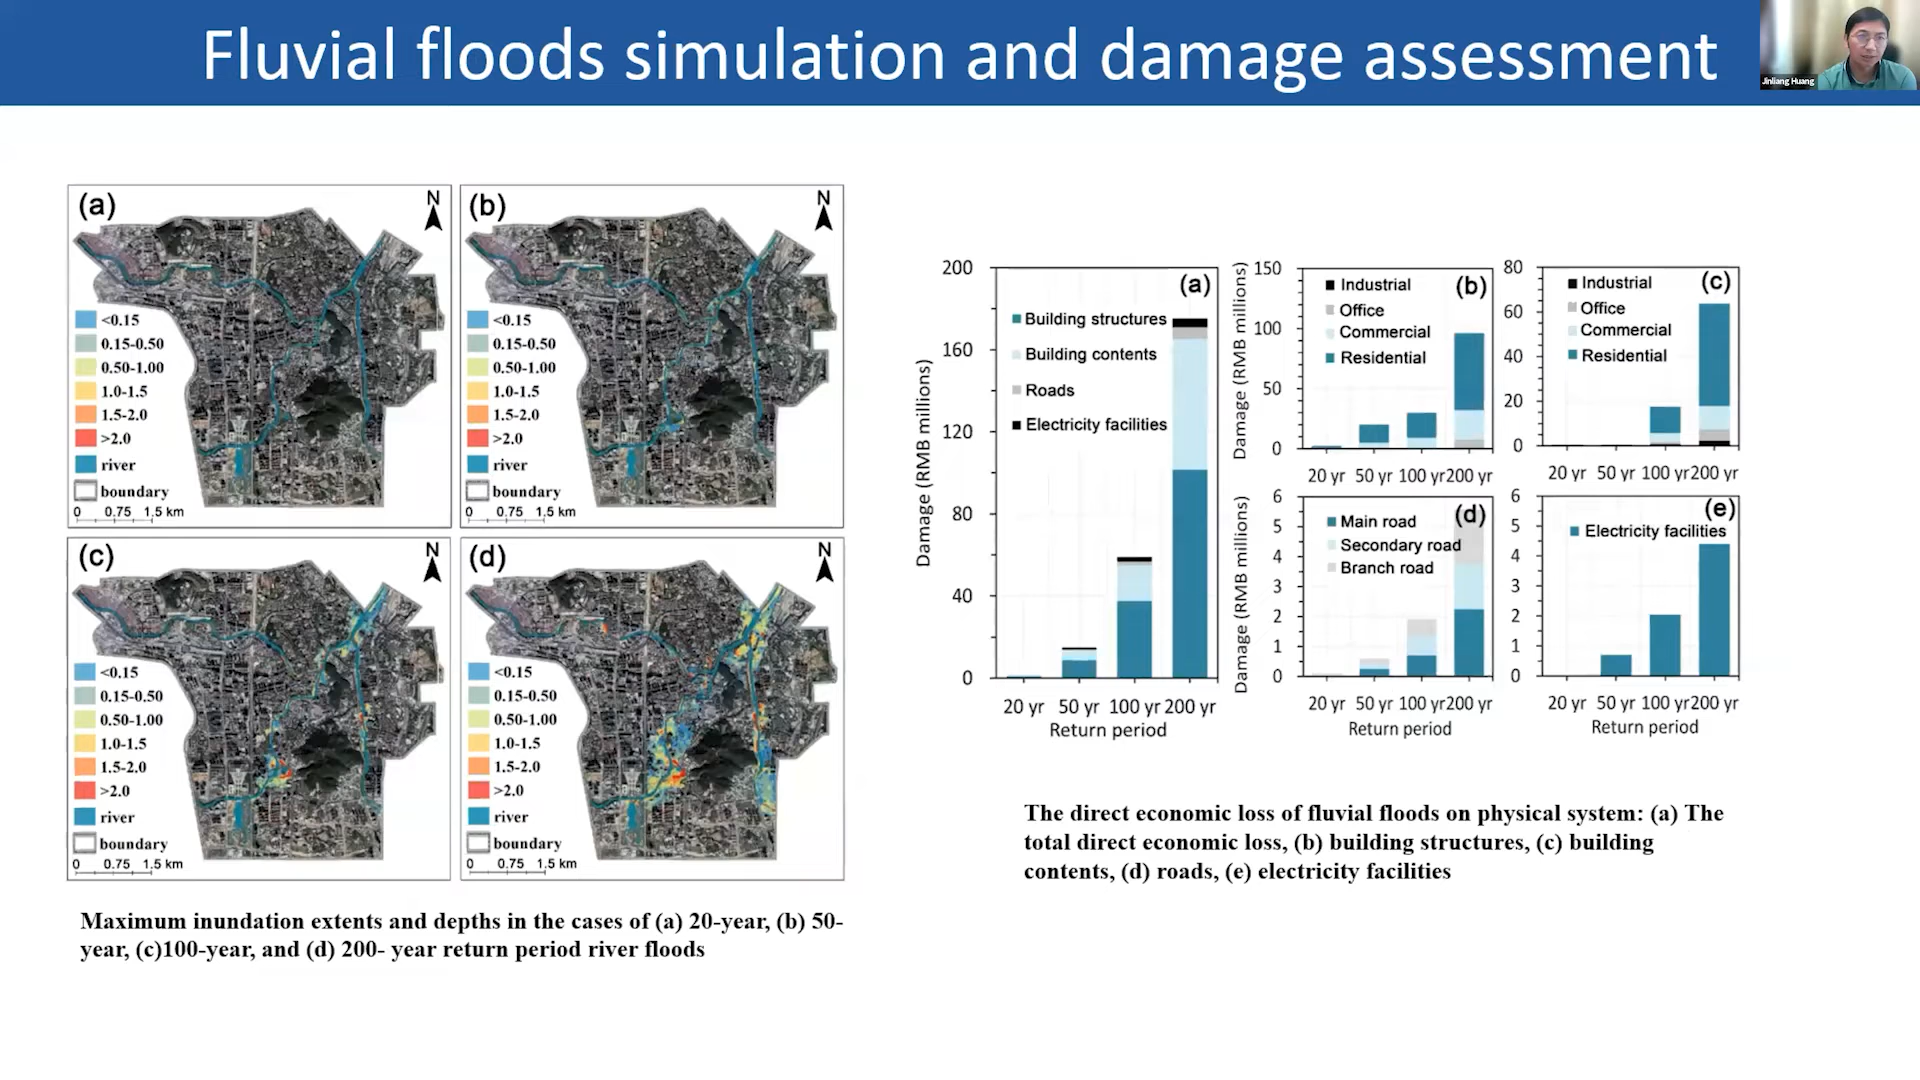 Fluvial floods simulation and damage assessment
Jinliang Huang
(a)
N
<0.15
0.15-0.50
0.50-1.00
1.0-1.5
1.5-2.0
>2.0
river
boundary
0 0.75 1.5 km
(b)
N
<0.15
0.15-0.50
0.50-1.00
1.0-1.5
1.5-2.0
>2.0
river
boundary
0 0.75 1.5 km
(c)
N
<0.15
0.15-0.50
0.50-1.00
1.0-1.5
1.5-2.0
>2.0
river
boundary
0 0.75 1.5 km
(d)
N
<0.15
0.15-0.50
0.50-1.00
1.0-1.5
1.5-2.0
>2.0
river
boundary
0 0.75 1.5 km
Maximum inundation extents and depths in the cases of (a) 20-year, (b) 50-
year, (c)100-year, and (d) 200- year return period river floods
Damage (RMB millions)
200
160
120
80
40
0
(a)
Building structures
Building contents
Roads
Electricity facilities
20 yr 50 yr 100 yr 200 yr
Return period
Damage (RMB millions)
150
100
50
0
(b)
Industrial
Office
Commercial
Residential
20 yr 50 yr 100 yr 200 yr
80
60
40
20
0
(c)
Industrial
Office
Commercial
Residential
20 yr 50 yr 100 yr 200 yr
Damage (RMB millions)
6
5
4
3
2
1
0
(d)
Main road
Secondary road
Branch road
20 yr 50 yr 100 yr 200 yr
Return period
6
5
4
3
2
1
0
(e)
Electricity facilities
20 yr 50 yr 100 yr 200 yr
Return period
The direct economic loss of fluvial floods on physical system: (a) The
total direct economic loss, (b) building structures, (c) building
contents, (d) roads, (e) electricity facilities